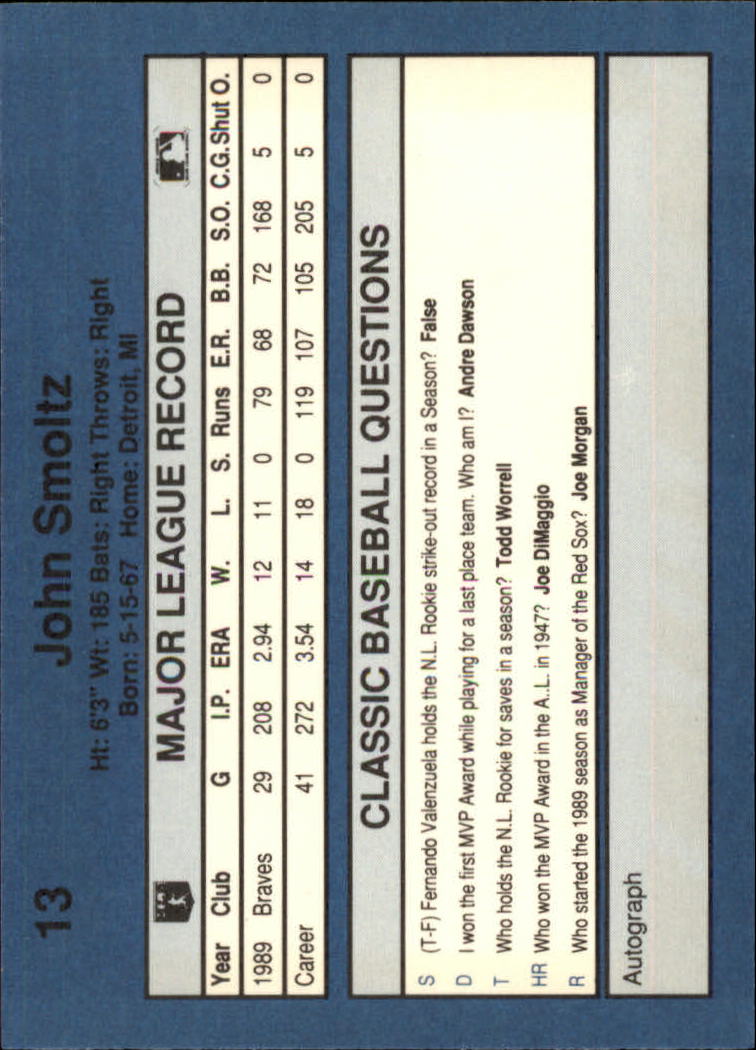 13 John Smoltz
Ht: 6'3" Wt: 185 Bats: Right Throws: Right
Born: 5-15-67 Home: Detroit, MI
MAJOR LEAGUE RECORD
Year Club G I.P. ERA W. L. S. Runs E.R. B.B. S.O. C.G. Shut O.
1989 Braves 29 208 2.94 12 11 0 79 68 72 168 5 0
Career 41 272 3.54 14 18 0 119 107 105 205 5 0
CLASSIC BASEBALL QUESTIONS
S (T-F) Fernando Valenzuela holds the N.L. Rookie strike-out record in a Season? False
D I won the first MVP Award while playing for a last place team. Who am I? Andre Dawson
T Who holds the N.L. Rookie for saves in a season? Todd Worrell
HR Who won the MVP Award in the A..L. in 1947? Joe DiMaggio
R Who started the 1989 season as Manager of the Red Sox? Joe Morgan
Autograph